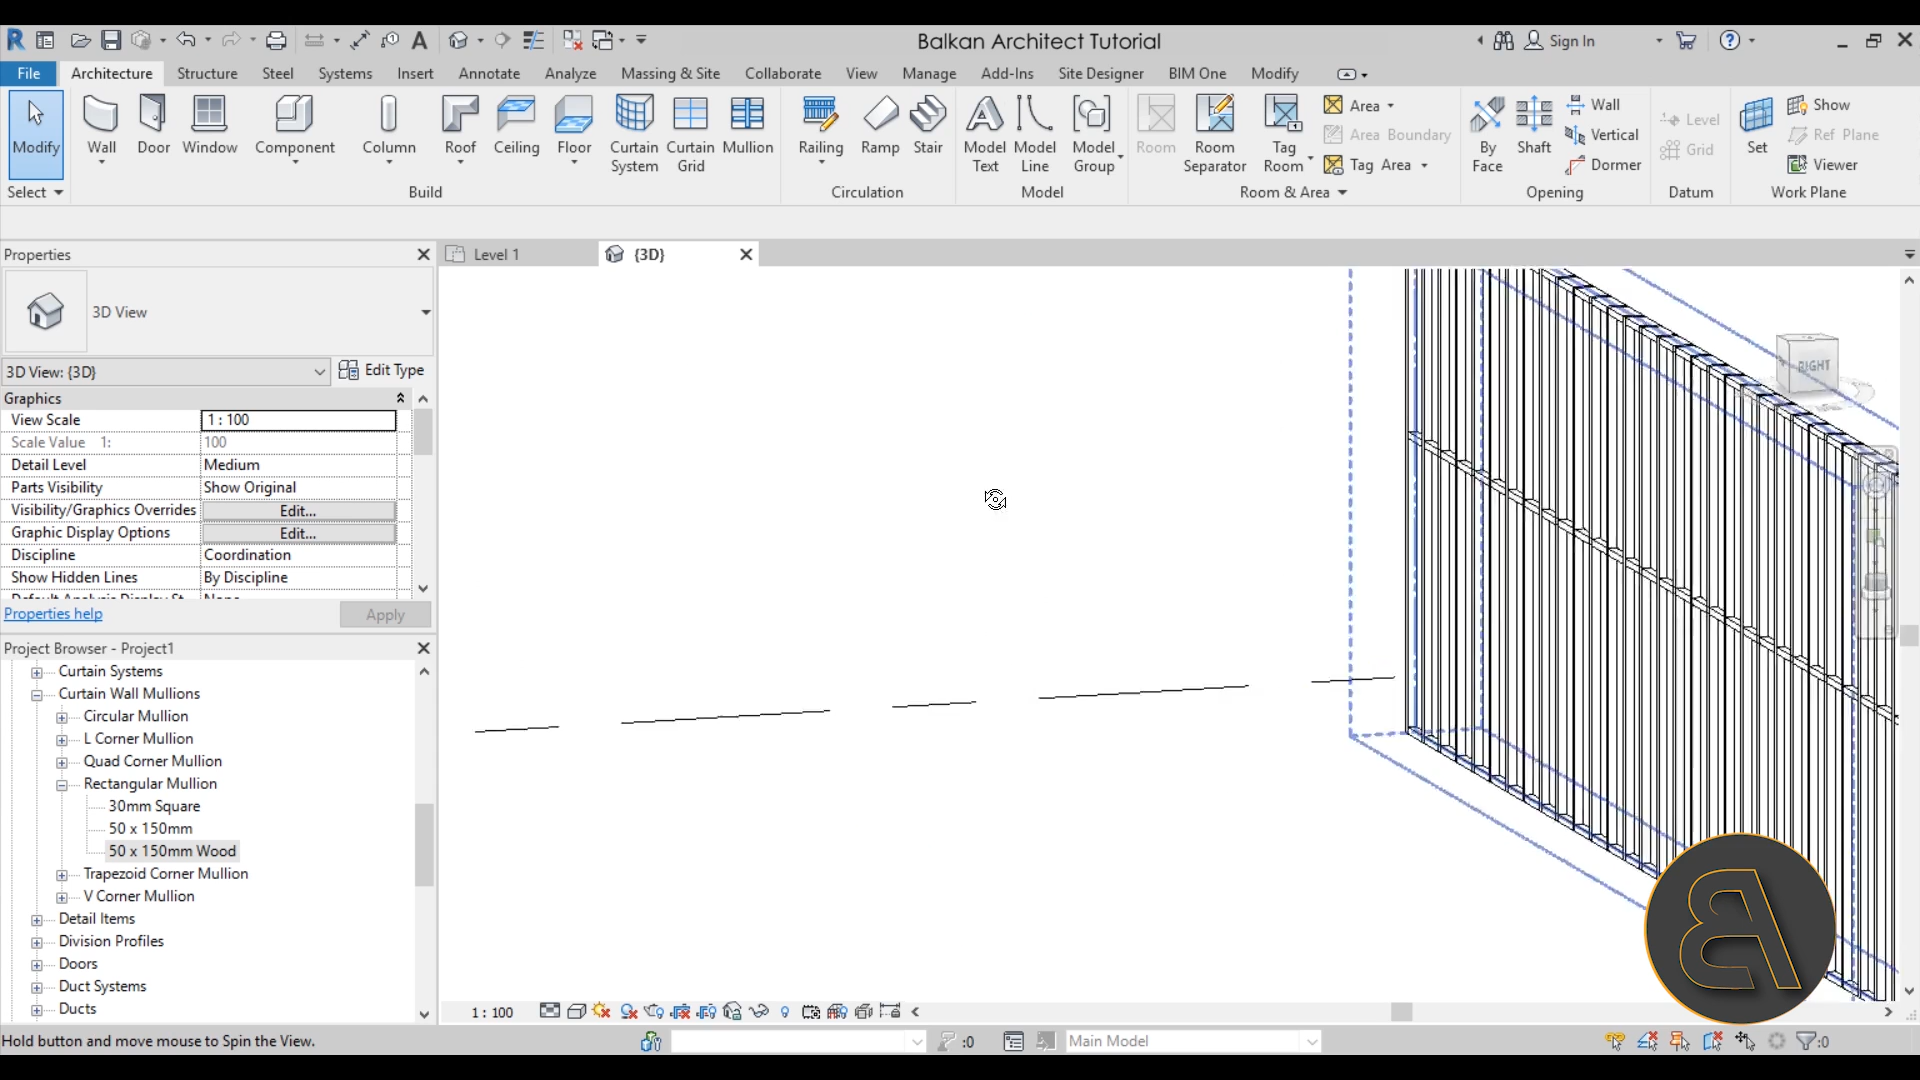 Balkan Architect Tutorial
Sign In
File Architecture Structure Steel Systems Insert Annotate Analyze Massing & Site Collaborate View Manage Add-Ins Site Designer BIM One Modify
Modify Wall Door Window Component Column Roof Ceiling Floor Curtain System Curtain Grid Mullion Railing Ramp Stair Model Text Model Line Model Group Room Room Separator Tag Room
Area
Area Boundary
Tag Area
By Face Shaft
Wall
Vertical
Dormer
Level
Grid
Set
Show
Ref Plane
Viewer
Select Build Circulation Model Room & Area Opening Datum Work Plane
Properties
Level 1
{3D}
3D View
3D View: {3D}
Edit Type
Graphics
View Scale 1 : 100
Scale Value 1: 100
Detail Level Medium
Parts Visibility Show Original
Visibility/Graphics Overrides Edit...
Graphic Display Options Edit...
Discipline Coordination
Show Hidden Lines By Discipline
Properties help
Apply
Project Browser - Project1
Curtain Systems
Curtain Wall Mullions
Circular Mullion
L Corner Mullion
Quad Corner Mullion
Rectangular Mullion
30mm Square
50 x 150mm
50 x 150mm Wood
Trapezoid Corner Mullion
V Corner Mullion
Detail Items
Division Profiles
Doors
Duct Systems
Ducts
RIGHT
1 : 100
Hold button and move mouse to Spin the View.
:0
Main Model
:0